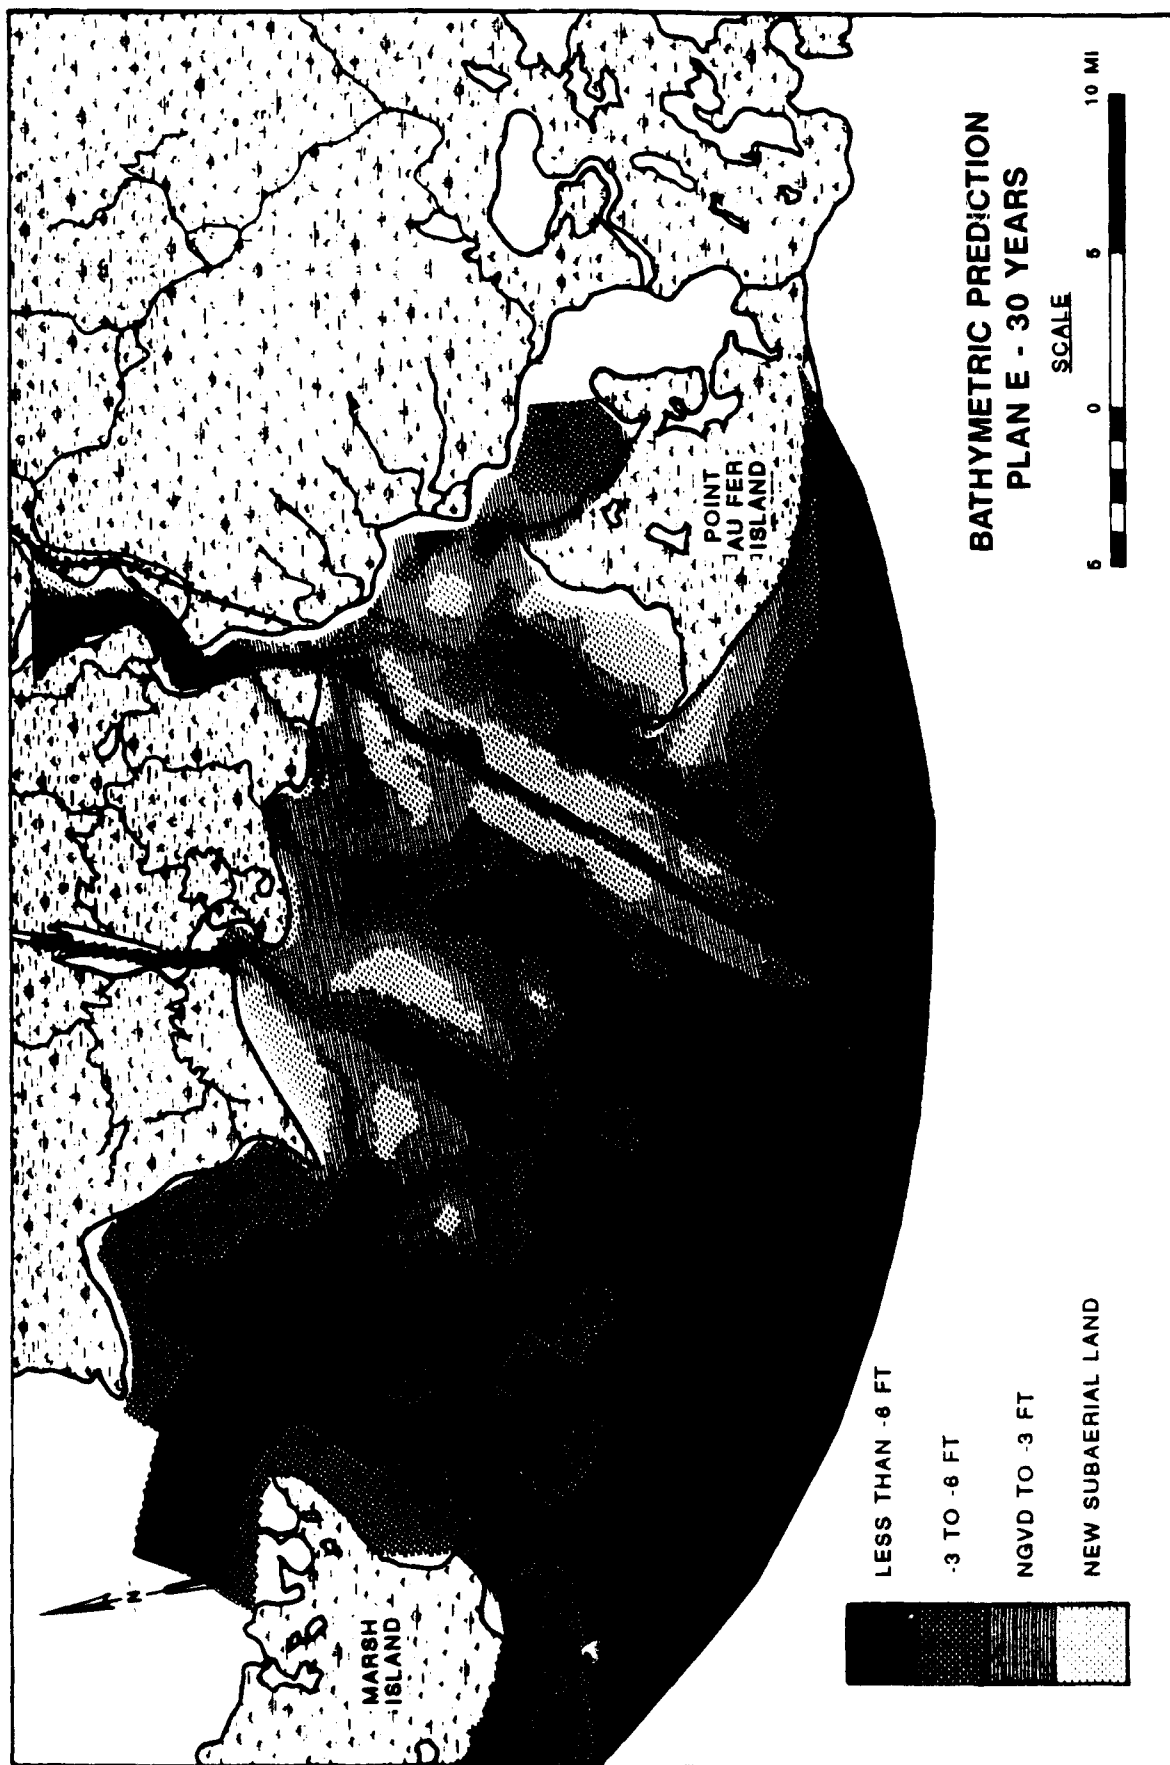 POINT
AU FER
ISLAND
MARSH
ISLAND
N
BATHYMETRIC PREDICTION
PLAN E - 30 YEARS
SCALE
5 0 5 10 MI
LESS THAN -6 FT
-3 TO -6 FT
NGVD TO -3 FT
NEW SUBAERIAL LAND